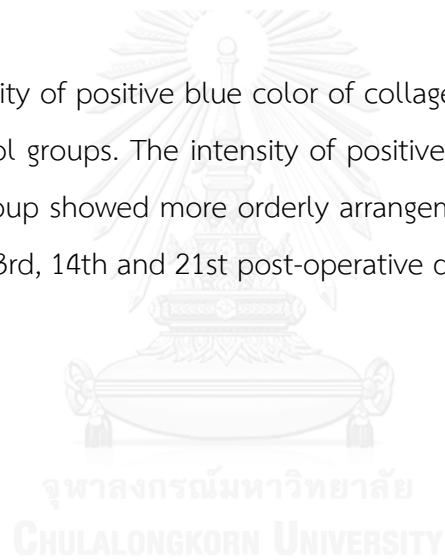 ity of positive blue color of collage
ol groups. The intensity of positive
oup showed more orderly arrangen
3rd, 14th and 21st post-operative c
จุฬาลงกรณ์มหาวิทยาลัย
CHULALONGKORN UNIVERSITY